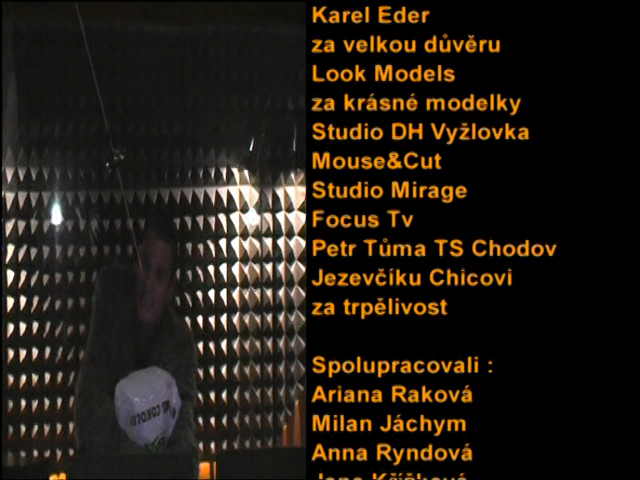 Karel Eder
za velkou důvěru
Look Models
za krásné modelky
Studio DH Vyžlovka
Mouse&Cut
Studio Mirage
Focus Tv
Petr Tůma TS Chodov
Jezevčíku Chicovi
za trpělivost
Spolupracovali :
Ariana Raková
Milan Jáchym
Anna Ryndová